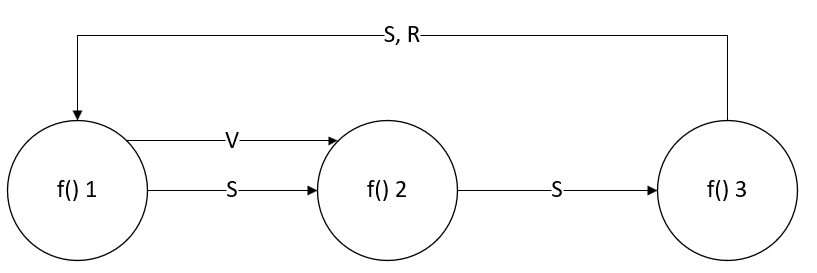 S, R
V
f() 1
S
f() 2
S
f() 3